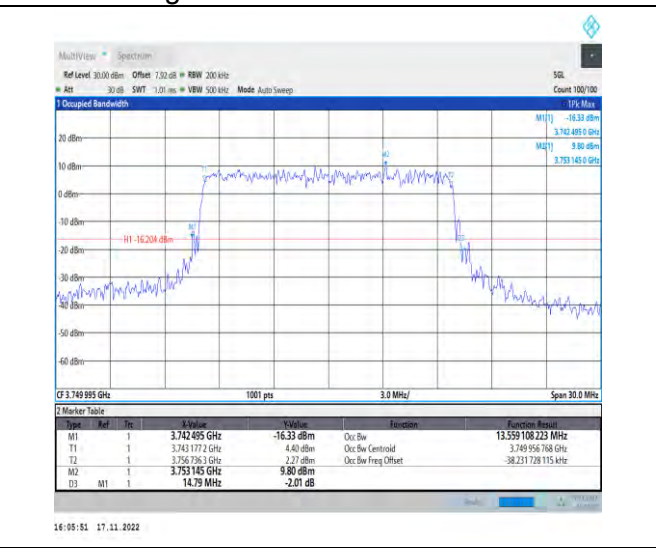 MultiView Spectrum
Ref Level 30.00 dBm Offset 7.92 dB RBW 200 kHz SGL
Att 30 dB SWT 1.01 ms VBW 500 kHz Mode Auto Sweep Count 100/100
1 Occupied Bandwidth 1Pk Max
M1[1] -16.33 dBm
3.742 495 0 GHz
M2[1] 9.80 dBm
3.753 145 0 GHz
20 dBm
10 dBm
0 dBm
-10 dBm
-20 dBm
-30 dBm
-40 dBm
-50 dBm
-60 dBm
H1 -16.204 dBm
M1
T1
M2
T2
D3
CF 3.749 995 GHz 1001 pts 3.0 MHz/ Span 30.0 MHz
2 Marker Table
Type Ref Trc X-Value Y-Value Function Function Result
M1 1 3.742 495 GHz -16.33 dBm Occ Bw 13.559 108 223 MHz
T1 1 3.743 177 2 GHz 4.40 dBm Occ Bw Centroid 3.749 956 768 GHz
T2 1 3.756 736 3 GHz 2.27 dBm Occ Bw Freq Offset -38.231 728 115 kHz
M2 1 3.753 145 GHz 9.80 dBm
D3 M1 1 14.79 MHz -2.01 dB
16:05:51 17.11.2022